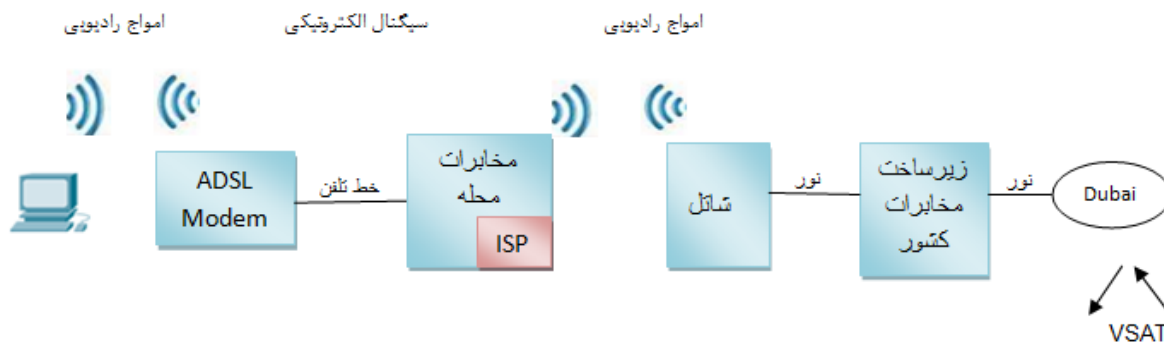 امواج رادیویی
سیگنال الکترونیکی
امواج رادیویی
ADSL
Modem
خط تلفن
مخابرات
محله
ISP
شاتل
نور
زیرساخت
مخابرات
کشور
نور
Dubai
VSAT